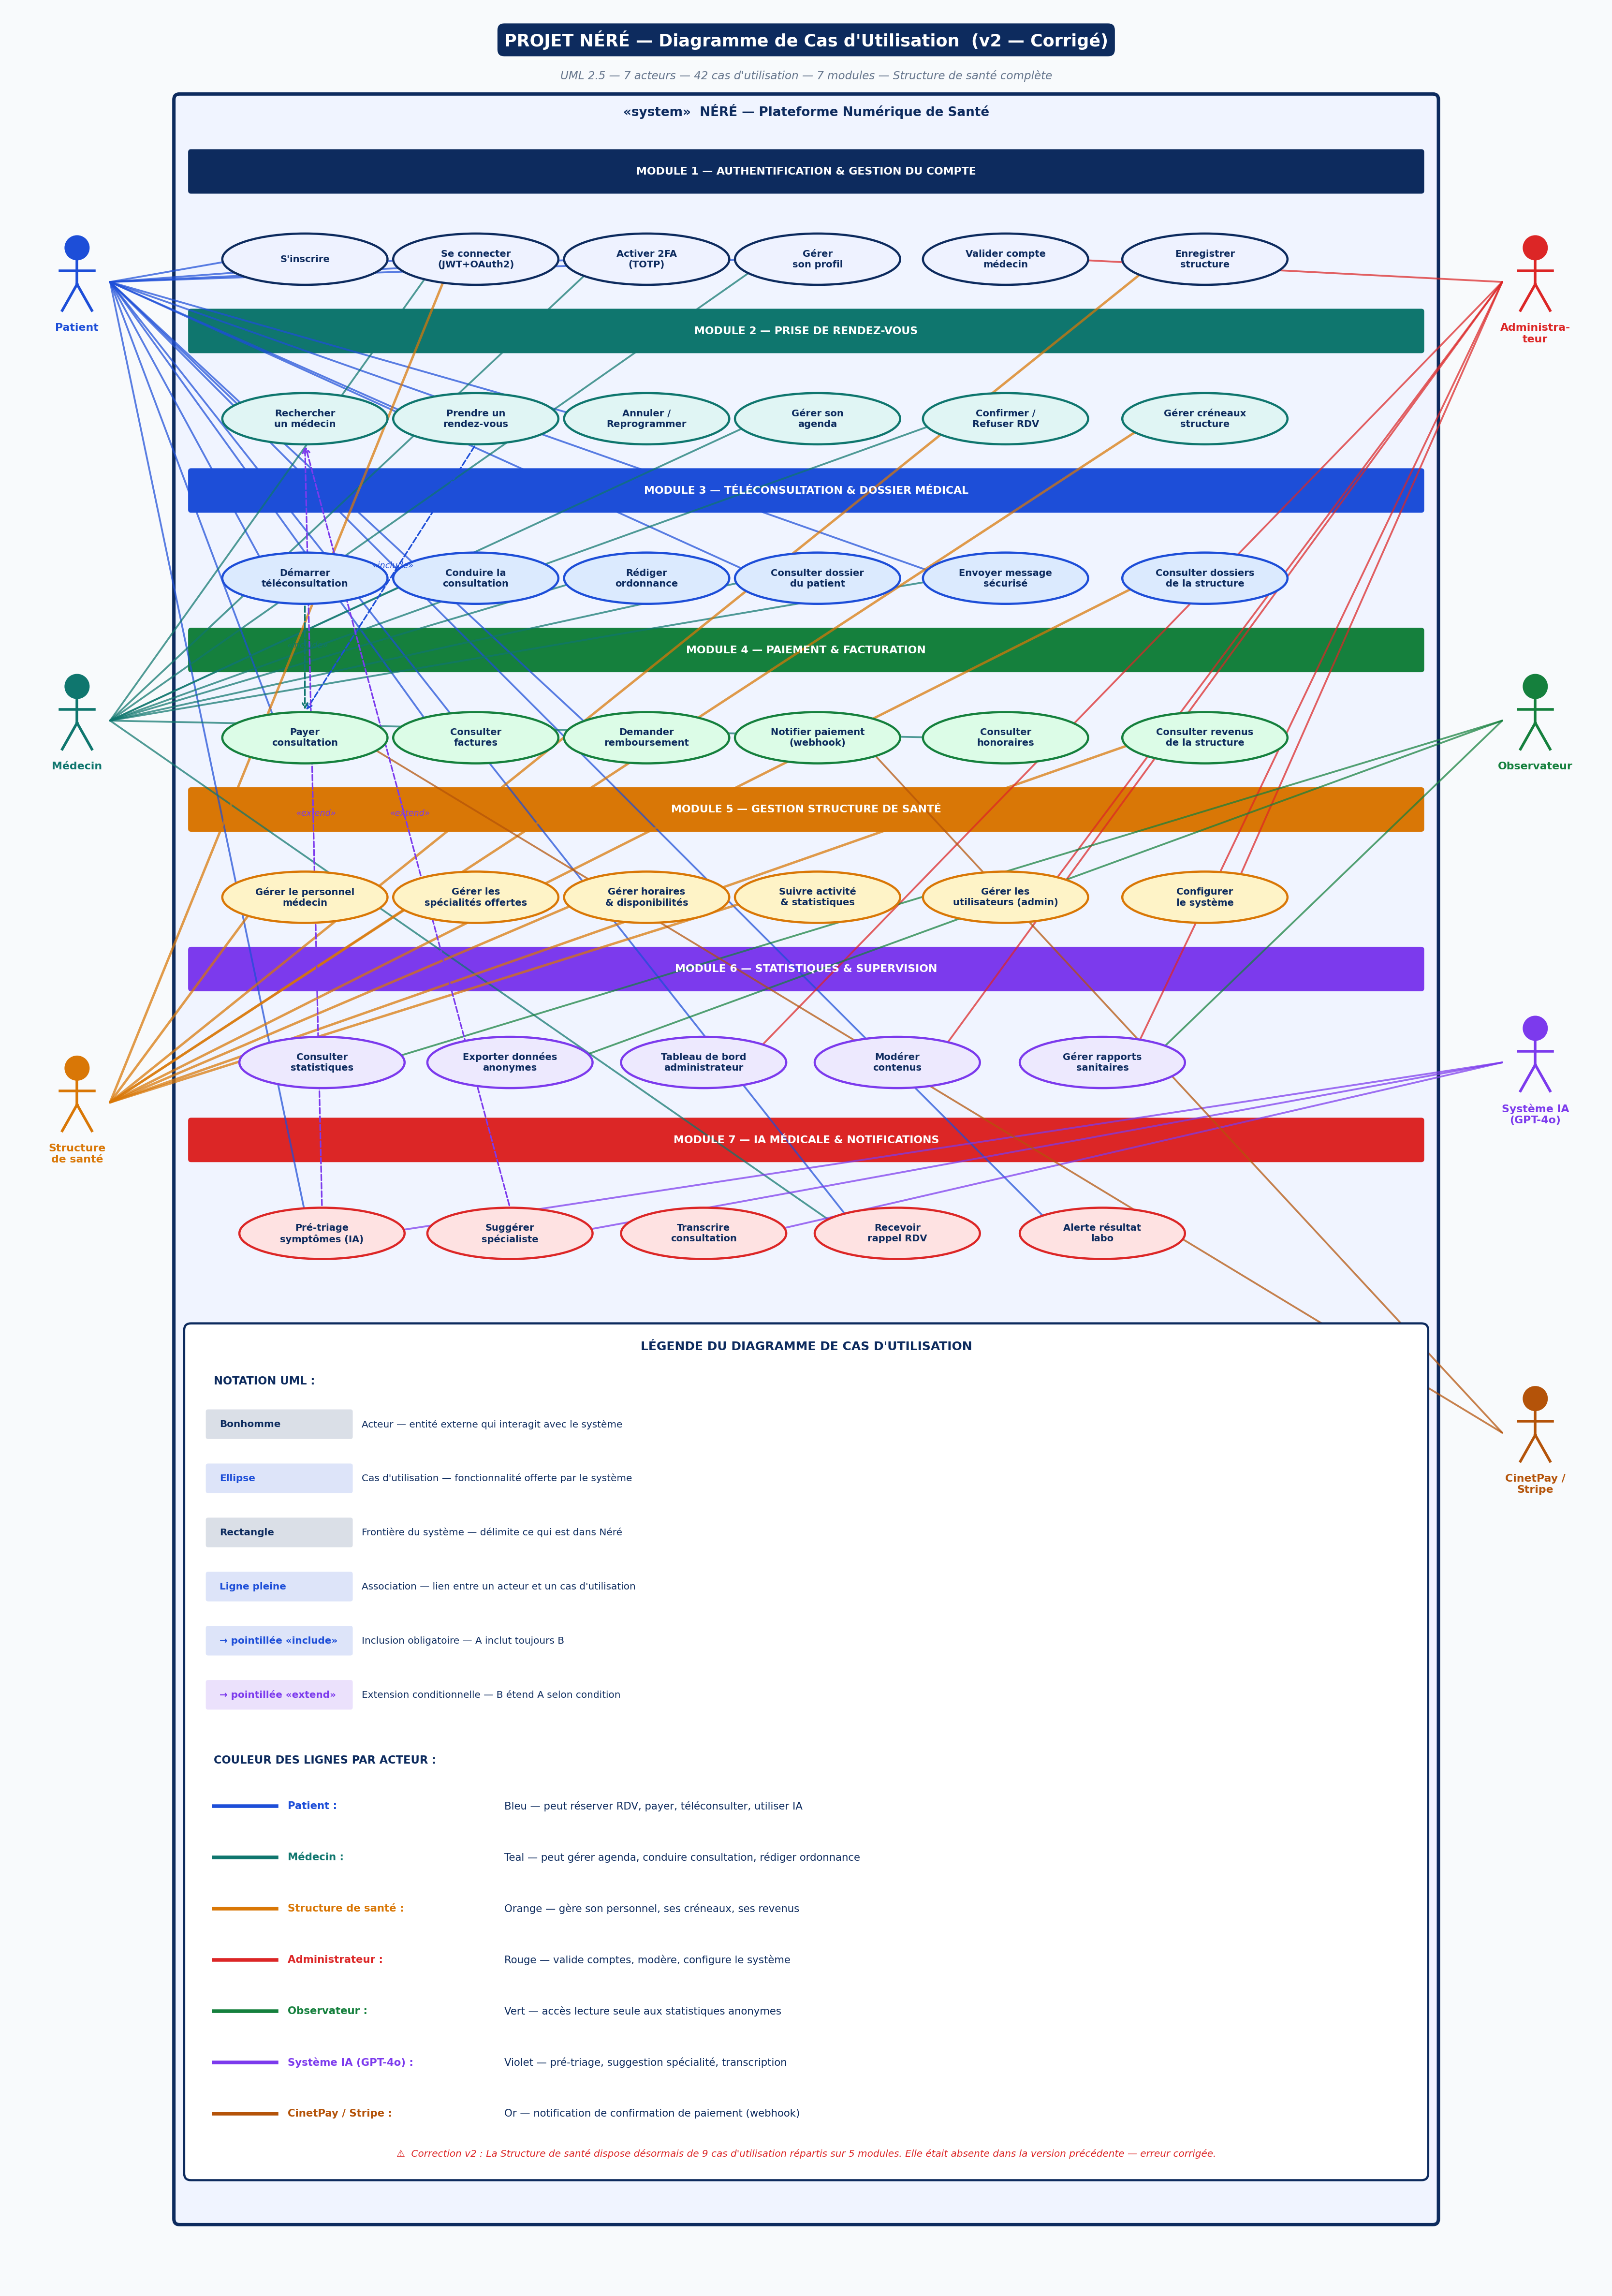 PROJET NÉRÉ — Diagramme de Cas d'Utilisation (v2 — Corrigé)
UML 2.5 — 7 acteurs — 42 cas d'utilisation — 7 modules — Structure de santé complète
«system» NÉRÉ — Plateforme Numérique de Santé
MODULE 1 — AUTHENTIFICATION & GESTION DU COMPTE
S'inscrire
Se connecter
(JWT+OAuth2)
Activer 2FA
(TOTP)
Gérer
son profil
Valider compte
médecin
Enregistrer
structure
Patient
Administra-
teur
MODULE 2 — PRISE DE RENDEZ-VOUS
Rechercher
un médecin
Prendre un
rendez-vous
Annuler /
Reprogrammer
Gérer son
agenda
Confirmer /
Refuser RDV
Gérer créneaux
structure
MODULE 3 — TÉLÉCONSULTATION & DOSSIER MÉDICAL
«include»
Démarrer
téléconsultation
Conduire la
consultation
Rédiger
ordonnance
Consulter dossier
du patient
Envoyer message
sécurisé
Consulter dossiers
de la structure
MODULE 4 — PAIEMENT & FACTURATION
Payer
consultation
Consulter
factures
Demander
remboursement
Notifier paiement
(webhook)
Consulter
honoraires
Consulter revenus
de la structure
Médecin
Observateur
MODULE 5 — GESTION STRUCTURE DE SANTÉ
«extend»
«extend»
Gérer le personnel
médecin
Gérer les
spécialités offertes
Gérer horaires
& disponibilités
Suivre activité
& statistiques
Gérer les
utilisateurs (admin)
Configurer
le système
MODULE 6 — STATISTIQUES & SUPERVISION
Consulter
statistiques
Exporter données
anonymes
Tableau de bord
administrateur
Modérer
contenus
Gérer rapports
sanitaires
Structure
de santé
Système IA
(GPT-4o)
MODULE 7 — IA MÉDICALE & NOTIFICATIONS
Pré-triage
symptômes (IA)
Suggérer
spécialiste
Transcrire
consultation
Recevoir
rappel RDV
Alerte résultat
labo
CinetPay /
Stripe
LÉGENDE DU DIAGRAMME DE CAS D'UTILISATION
NOTATION UML :
Bonhomme Acteur — entité externe qui interagit avec le système
Ellipse Cas d'utilisation — fonctionnalité offerte par le système
Rectangle Frontière du système — délimite ce qui est dans Néré
Ligne pleine Association — lien entre un acteur et un cas d'utilisation
→ pointillée «include» Inclusion obligatoire — A inclut toujours B
→ pointillée «extend» Extension conditionnelle — B étend A selon condition
COULEUR DES LIGNES PAR ACTEUR :
Patient : Bleu — peut réserver RDV, payer, téléconsulter, utiliser IA
Médecin : Teal — peut gérer agenda, conduire consultation, rédiger ordonnance
Structure de santé : Orange — gère son personnel, ses créneaux, ses revenus
Administrateur : Rouge — valide comptes, modère, configure le système
Observateur : Vert — accès lecture seule aux statistiques anonymes
Système IA (GPT-4o) : Violet — pré-triage, suggestion spécialité, transcription
CinetPay / Stripe : Or — notification de confirmation de paiement (webhook)
⚠ Correction v2 : La Structure de santé dispose désormais de 9 cas d'utilisation répartis sur 5 modules. Elle était absente dans la version précédente — erreur corrigée.